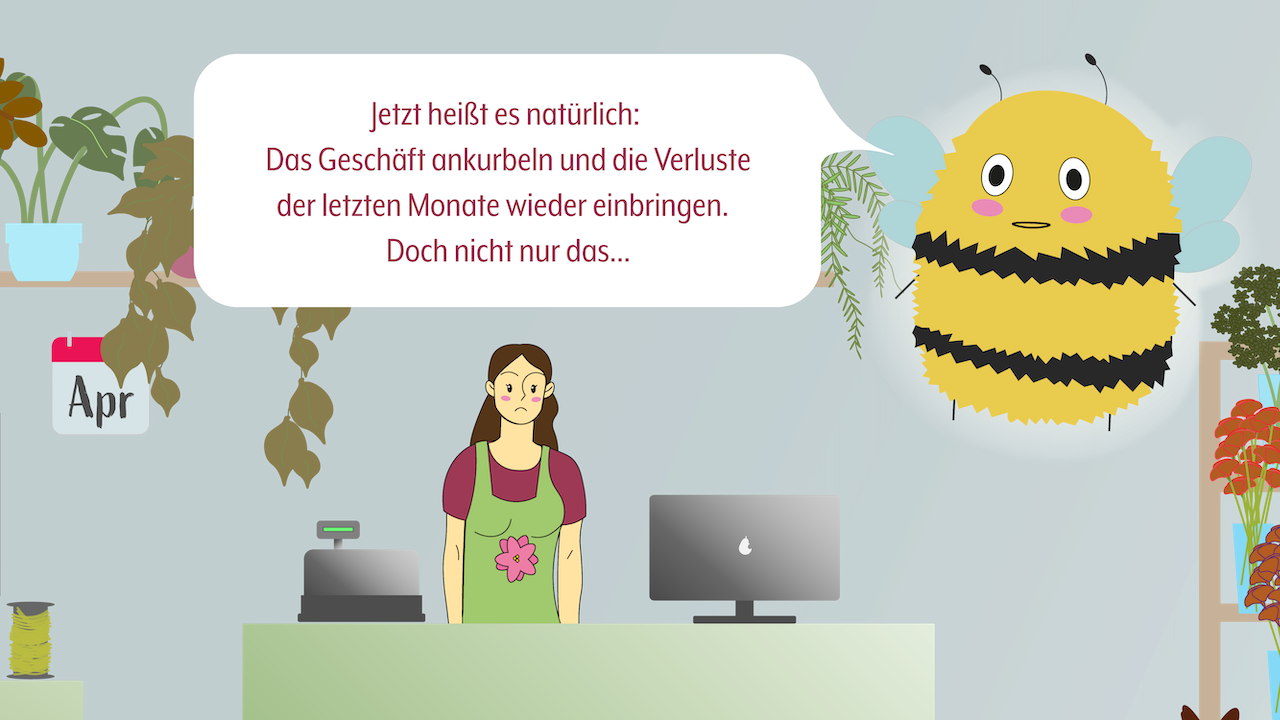 Jetzt heißt es natürlich:
Das Geschäft ankurbeln und die Verluste
der letzten Monate wieder einbringen.
Doch nicht nur das...
Apr